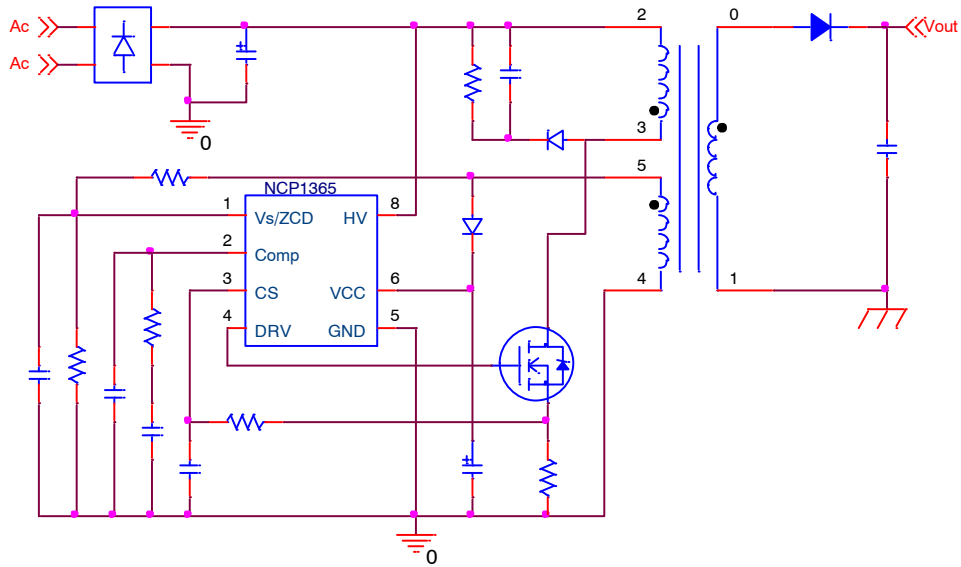 Ac
Ac
2
0
Vout
0
3
5
NCP1365
1
Vs/ZCD
HV
8
2
Comp
3
CS
VCC
6
4
1
4
DRV
GND
5
0